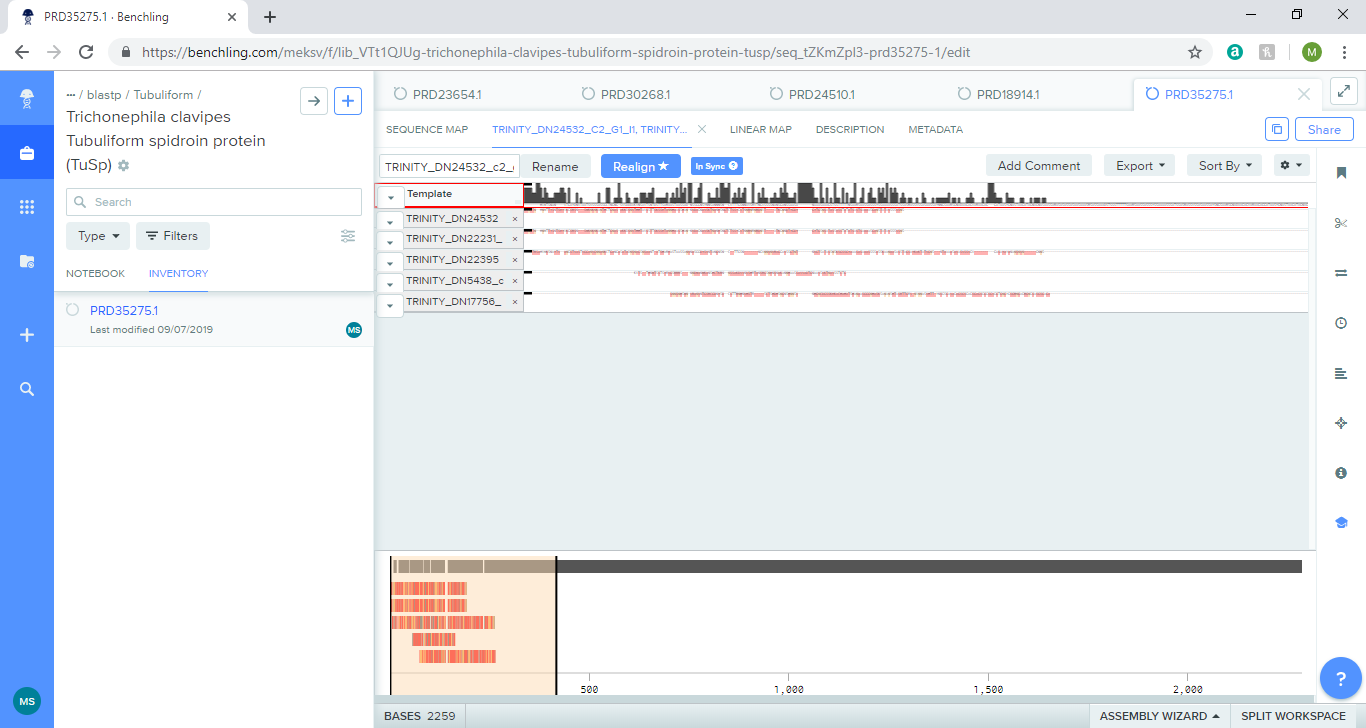 PRD35275.1 · Benchling
https://benchling.com/meksv/f/lib_VTt1QJUg-trichonephila-clavipes-tubuliform-spidroin-protein-tusp/seq_tZKmZpl3-prd35275-1/edit
M
··· / blastp / Tubuliform /
Trichonephila clavipes
Tubuliform spidroin protein
(TuSp)
Search
Type
Filters
NOTEBOOK INVENTORY
PRD35275.1
Last modified 09/07/2019
MS
MS
PRD23654.1 PRD30268.1 PRD24510.1 PRD18914.1 PRD35275.1
SEQUENCE MAP TRINITY_DN24532_C2_G1_I1, TRINITY... LINEAR MAP DESCRIPTION METADATA
Share
TRINITY_DN24532_c2_ Rename Realign ★ In Sync ? Add Comment Export Sort By
Template
TRINITY_DN24532 ×
TRINITY_DN22231_ ×
TRINITY_DN22395 ×
TRINITY_DN5438_c ×
TRINITY_DN17756_ ×
500 1,000 1,500 2,000
?
BASES 2259 ASSEMBLY WIZARD SPLIT WORKSPACE